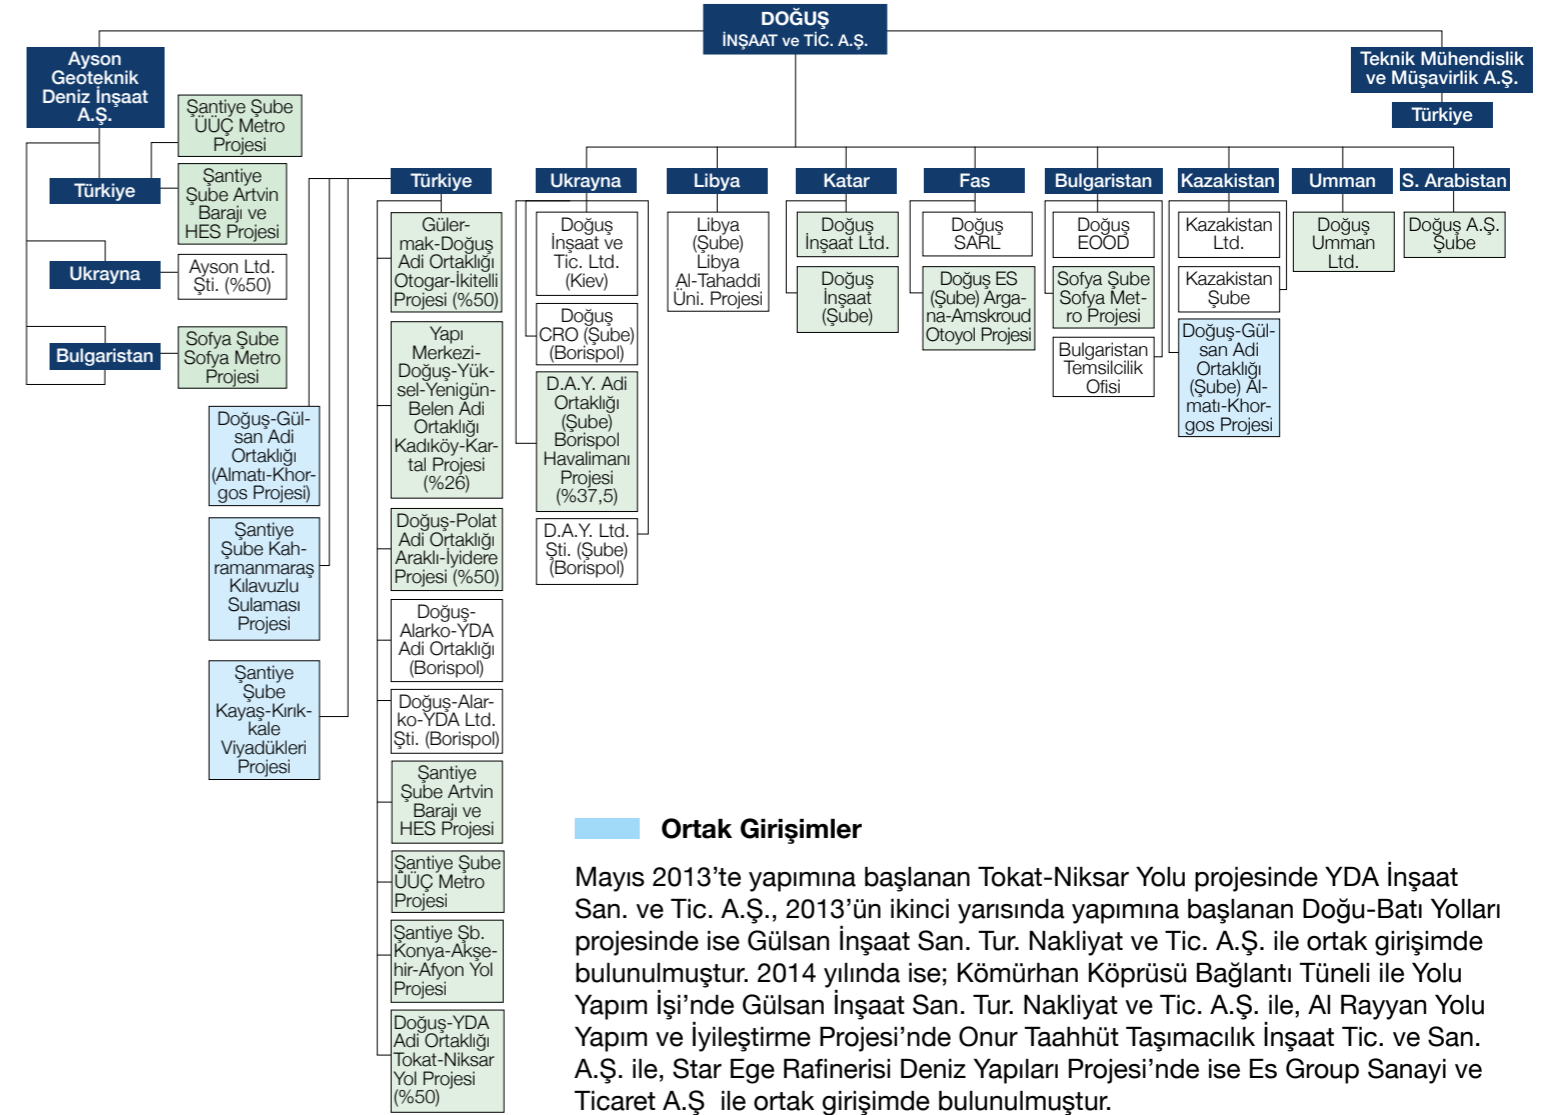 DOĞUŞ
İNŞAAT ve TİC. A.Ş.
Ayson
Geoteknik
Deniz İnşaat
A.Ş.
Teknik Mühendislik
ve Müşavirlik A.Ş.
Türkiye
Şantiye Şube
ÜÜÇ Metro
Projesi
Türkiye
Şantiye
Şube Artvin
Barajı ve
HES Projesi
Ukrayna
Ayson Ltd.
Şti. (%50)
Bulgaristan
Sofya Şube
Sofya Metro
Projesi
Doğuş-Gül-
san Adi
Ortaklığı
(Almatı-Khor-
gos Projesi)
Şantiye
Şube Kah-
ramanmaraş
Kılavuzlu
Sulaması
Projesi
Şantiye
Şube
Kayaş-Kırık-
kale
Viyadükleri
Projesi
Türkiye
Güler-
mak-Doğuş
Adi Ortaklığı
Otogar-İkitelli
Projesi (%50)
Yapı
Merkezi-
Doğuş-Yük-
sel-Yenigün-
Belen Adi
Ortaklığı
Kadıköy-Kar-
tal Projesi
(%26)
Doğuş-Polat
Adi Ortaklığı
Araklı-İyidere
Projesi (%50)
Doğuş-
Alarko-YDA
Adi Ortaklığı
(Borispol)
Doğuş-Alar-
ko-YDA Ltd.
Şti. (Borispol)
Şantiye
Şube Artvin
Barajı ve
HES Projesi
Şantiye Şube
ÜÜÇ Metro
Projesi
Şantiye Şb.
Konya-Akşe-
hir-Afyon Yol
Projesi
Doğuş-YDA
Adi Ortaklığı
Tokat-Niksar
Yol Projesi
(%50)
Ukrayna
Doğuş
İnşaat ve
Tic. Ltd.
(Kiev)
Doğuş
CRO (Şube)
(Borispol)
D.A.Y. Adi
Ortaklığı
(Şube)
Borispol
Havalimanı
Projesi
(%37,5)
D.A.Y. Ltd.
Şti. (Şube)
(Borispol)
Libya
Libya
(Şube)
Libya
Al-Tahaddi
Üni. Projesi
Katar
Doğuş
İnşaat Ltd.
Doğuş
İnşaat
(Şube)
Fas
Doğuş
SARL
Doğuş ES
(Şube) Arga-
na-Amskroud
Otoyol Projesi
Bulgaristan
Doğuş
EOOD
Sofya Şube
Sofya Met-
ro Projesi
Bulgaristan
Temsilcilik
Ofisi
Kazakistan
Kazakistan
Ltd.
Kazakistan
Şube
Doğuş-Gül-
san Adi
Ortaklığı
(Şube) Al-
matı-Khor-
gos Projesi
Umman
Doğuş
Umman
Ltd.
S. Arabistan
Doğuş A.Ş.
Şube
Ortak Girişimler
Mayıs 2013’te yapımına başlanan Tokat-Niksar Yolu projesinde YDA İnşaat
San. ve Tic. A.Ş., 2013’ün ikinci yarısında yapımına başlanan Doğu-Batı Yolları
projesinde ise Gülsan İnşaat San. Tur. Nakliyat ve Tic. A.Ş. ile ortak girişimde
bulunulmuştur. 2014 yılında ise; Kömürhan Köprüsü Bağlantı Tüneli ile Yolu
Yapım İşi’nde Gülsan İnşaat San. Tur. Nakliyat ve Tic. A.Ş. ile, Al Rayyan Yolu
Yapım ve İyileştirme Projesi’nde Onur Taahhüt Taşımacılık İnşaat Tic. ve San.
A.Ş. ile, Star Ege Rafinerisi Deniz Yapıları Projesi’nde ise Es Group Sanayi ve
Ticaret A.Ş ile ortak girişimde bulunulmuştur.